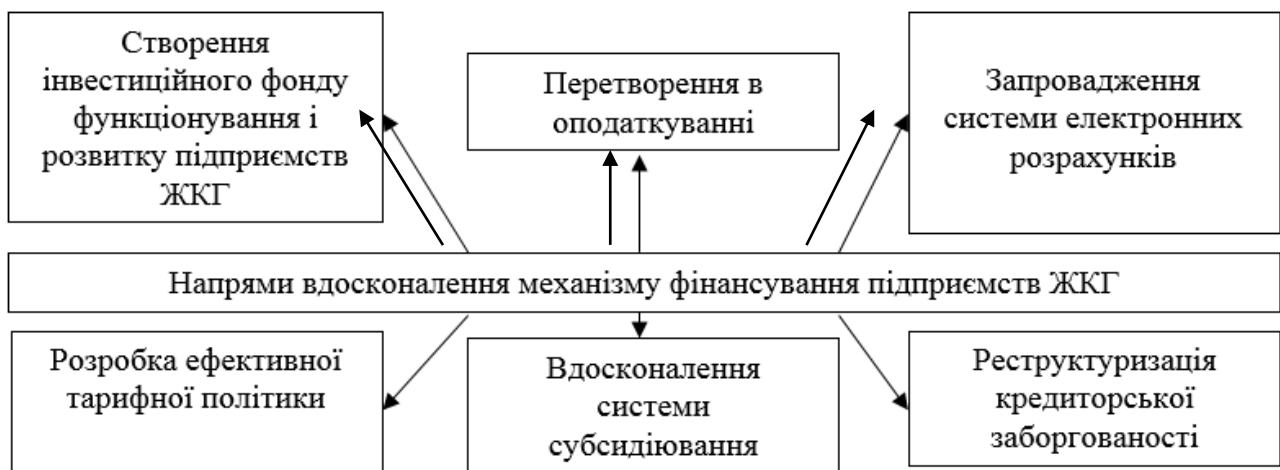 Створення
інвестиційного фонду
функціонування і
розвитку підприємств
ЖКГ
Перетворення в
оподаткуванні
Запровадження
системи електронних
розрахунків
Напрями вдосконалення механізму фінансування підприємств ЖКГ
Розробка ефективної
тарифної політики
Вдосконалення
системи
субсидіювання
Реструктуризація
кредиторської
заборгованості